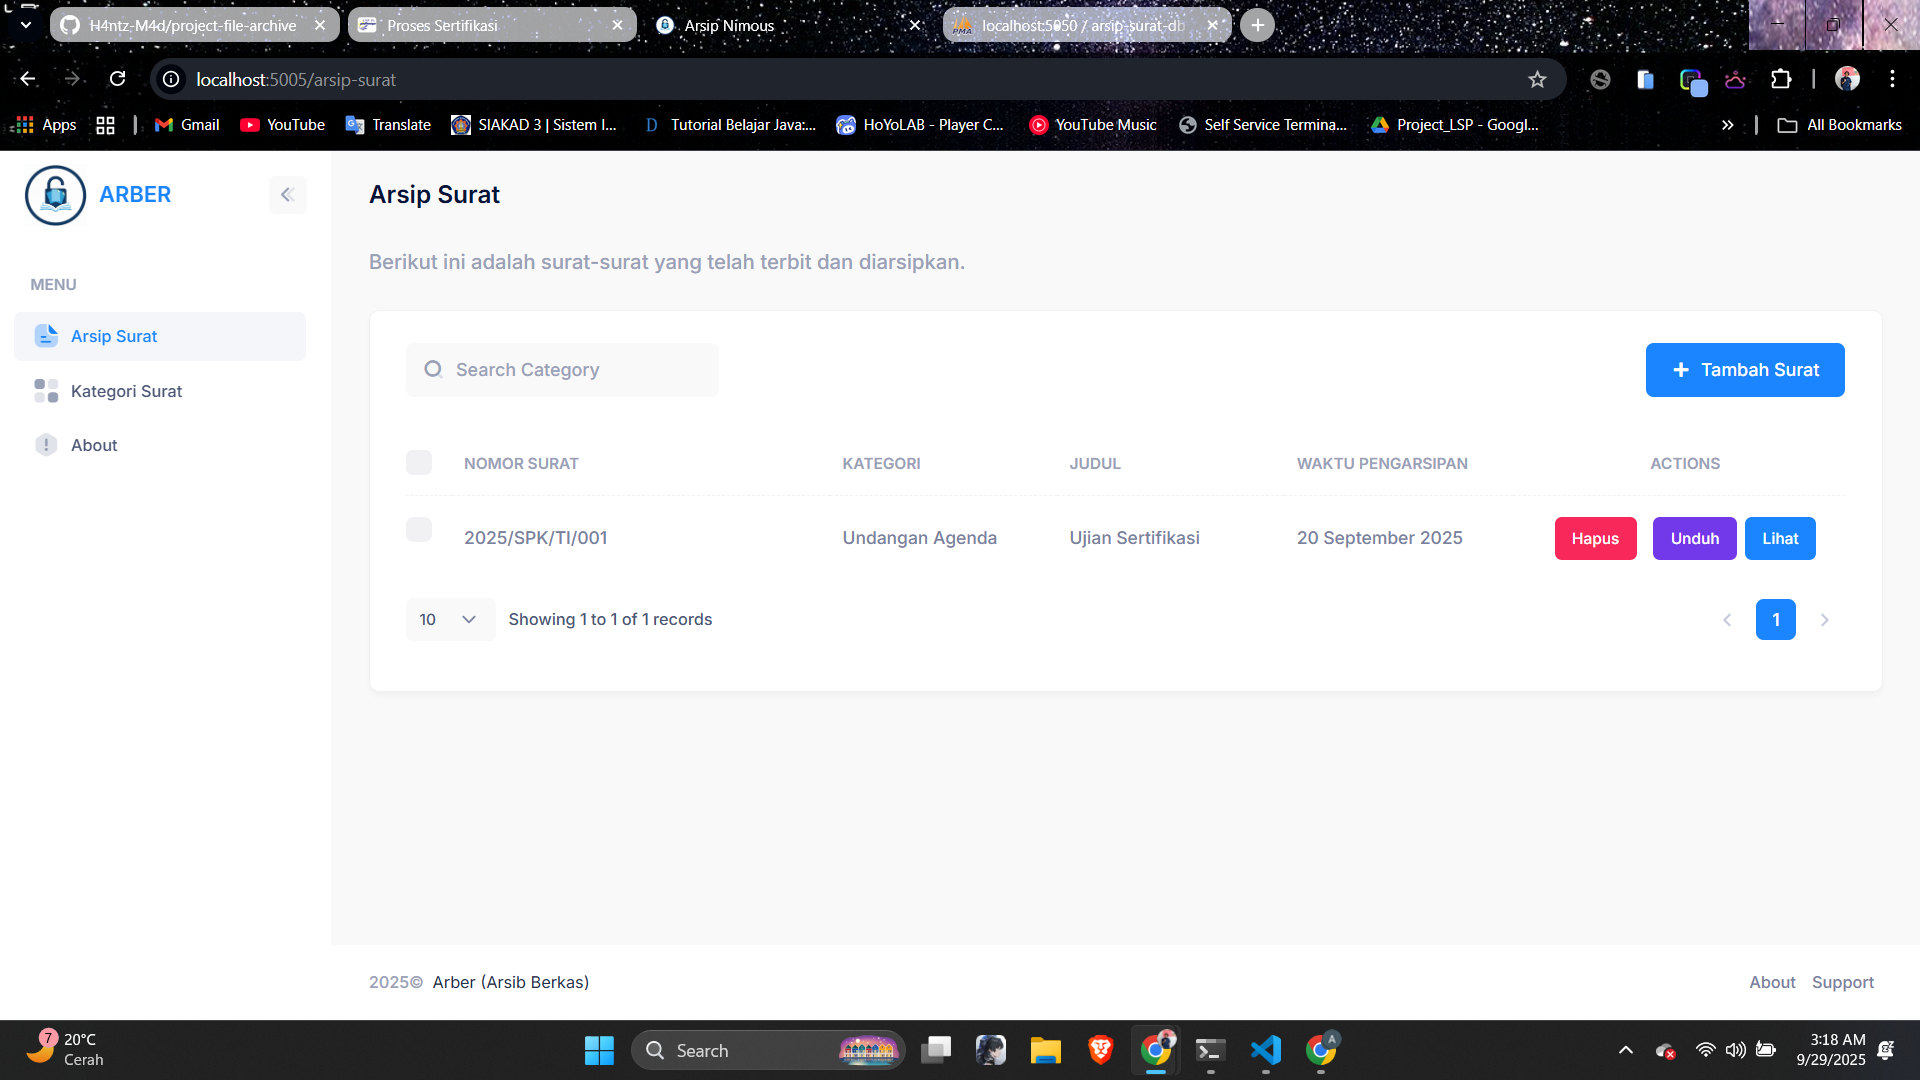 H4ntz-M4d/project-file-archive
Proses Sertifikasi
Arsip Nimous
localhost:5050 / arsip-surat-db
localhost:5005/arsip-surat
Apps
Gmail
YouTube
Translate
SIAKAD 3 | Sistem I...
Tutorial Belajar Java:...
HoYoLAB - Player C...
YouTube Music
Self Service Termina...
Project_LSP - Googl...
All Bookmarks
ARBER
Arsip Surat
Berikut ini adalah surat-surat yang telah terbit dan diarsipkan.
MENU
Arsip Surat
Kategori Surat
About
Search Category
Tambah Surat
NOMOR SURAT KATEGORI JUDUL WAKTU PENGARSIPAN ACTIONS
2025/SPK/TI/001 Undangan Agenda Ujian Sertifikasi 20 September 2025 Hapus Unduh Lihat
10 Showing 1 to 1 of 1 records
1
2025© Arber (Arsib Berkas)
About Support
7
20°C
Cerah
Search
A
3:18 AM
9/29/2025